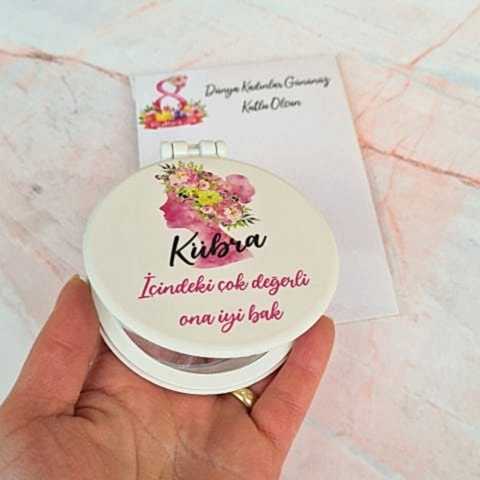 8
Dünya Kadınlar Gününüz
Kutlu Olsun
Kübra
İçindeki çok değerli
ona iyi bak